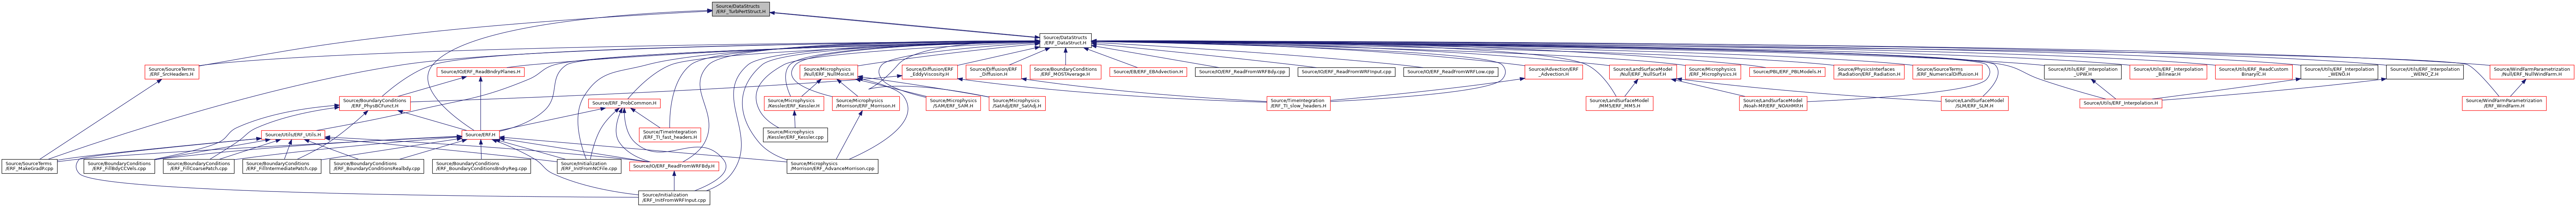 Source/DataStructs
/ERF_TurbPertStruct.H
Source/DataStructs
/ERF_DataStruct.H
Source/SourceTerms
/ERF_SrcHeaders.H
Source/IO/ERF_ReadBndryPlanes.H
Source/Microphysics
/Null/ERF_NullMoist.H
Source/Diffusion/ERF
_EddyViscosity.H
Source/Diffusion/ERF
_Diffusion.H
Source/BoundaryConditions
/ERF_MOSTAverage.H
Source/EB/ERF_EBAdvection.H
Source/IO/ERF_ReadFromWRFBdy.cpp
Source/IO/ERF_ReadFromWRFInput.cpp
Source/IO/ERF_ReadFromWRFLow.cpp
Source/Advection/ERF
_Advection.H
Source/LandSurfaceModel
/Null/ERF_NullSurf.H
Source/Microphysics
/ERF_Microphysics.H
Source/PBL/ERF_PBLModels.H
Source/PhysicsInterfaces
/Radiation/ERF_Radiation.H
Source/SourceTerms
/ERF_NumericalDiffusion.H
Source/Utils/ERF_Interpolation
_UPW.H
Source/Utils/ERF_Interpolation
_Bilinear.H
Source/Utils/ERF_ReadCustom
BinaryIC.H
Source/Utils/ERF_Interpolation
_WENO.H
Source/Utils/ERF_Interpolation
_WENO_Z.H
Source/WindFarmParametrization
/Null/ERF_NullWindFarm.H
Source/BoundaryConditions
/ERF_PhysBCFunct.H
Source/ERF_ProbCommon.H
Source/Microphysics
/Kessler/ERF_Kessler.H
Source/Microphysics
/Morrison/ERF_Morrison.H
Source/Microphysics
/SAM/ERF_SAM.H
Source/Microphysics
/SatAdj/ERF_SatAdj.H
Source/TimeIntegration
/ERF_TI_slow_headers.H
Source/LandSurfaceModel
/MM5/ERF_MM5.H
Source/LandSurfaceModel
/Noah-MP/ERF_NOAHMP.H
Source/LandSurfaceModel
/SLM/ERF_SLM.H
Source/Utils/ERF_Interpolation.H
Source/WindFarmParametrization
/ERF_WindFarm.H
Source/Utils/ERF_Utils.H
Source/ERF.H
Source/TimeIntegration
/ERF_TI_fast_headers.H
Source/Microphysics
/Kessler/ERF_Kessler.cpp
Source/SourceTerms
/ERF_MakeGradP.cpp
Source/BoundaryConditions
/ERF_FillBdyCCVels.cpp
Source/BoundaryConditions
/ERF_FillCoarsePatch.cpp
Source/BoundaryConditions
/ERF_FillIntermediatePatch.cpp
Source/BoundaryConditions
/ERF_BoundaryConditionsRealbdy.cpp
Source/BoundaryConditions
/ERF_BoundaryConditionsBndryReg.cpp
Source/Initialization
/ERF_InitFromNCFile.cpp
Source/IO/ERF_ReadFromWRFBdy.H
Source/Microphysics
/Morrison/ERF_AdvanceMorrison.cpp
Source/Initialization
/ERF_InitFromWRFInput.cpp